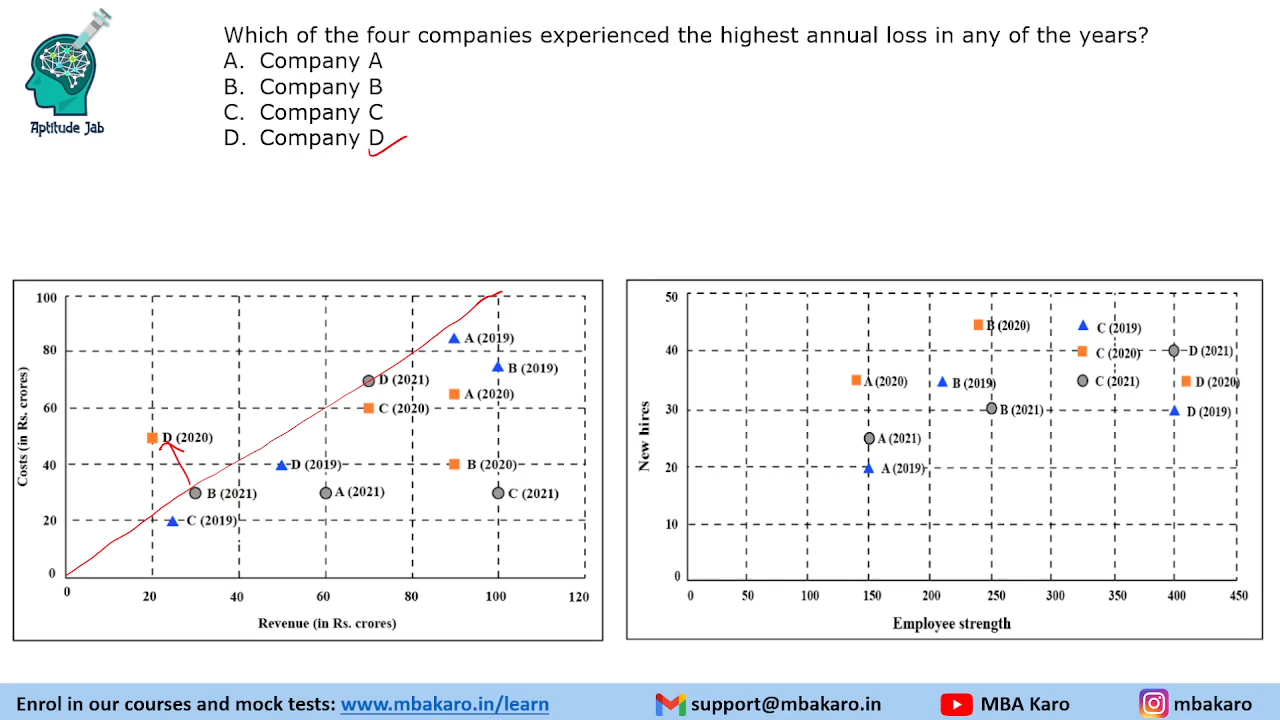 Which of the four companies experienced the highest annual loss in any of the years?
A. Company A
B. Company B
C. Company C
D. Company D
Aptitude Jab
100
80
60
40
20
0
Costs (in Rs. crores)
A (2019)
B (2019)
D (2021)
A (2020)
C (2020)
D (2020)
D (2019)
B (2020)
B (2021)
A (2021)
C (2021)
C (2019)
0 20 40 60 80 100 120
Revenue (in Rs. crores)
50
40
30
20
10
0
New hires
B (2020)
C (2019)
C (2020)
D (2021)
A (2020)
B (2019)
C (2021)
D (2020)
B (2021)
D (2019)
A (2021)
A (2019)
0 50 100 150 200 250 300 350 400 450
Employee strength
Enrol in our courses and mock tests: www.mbakaro.in/learn support@mbakaro.in MBA Karo mbakaro